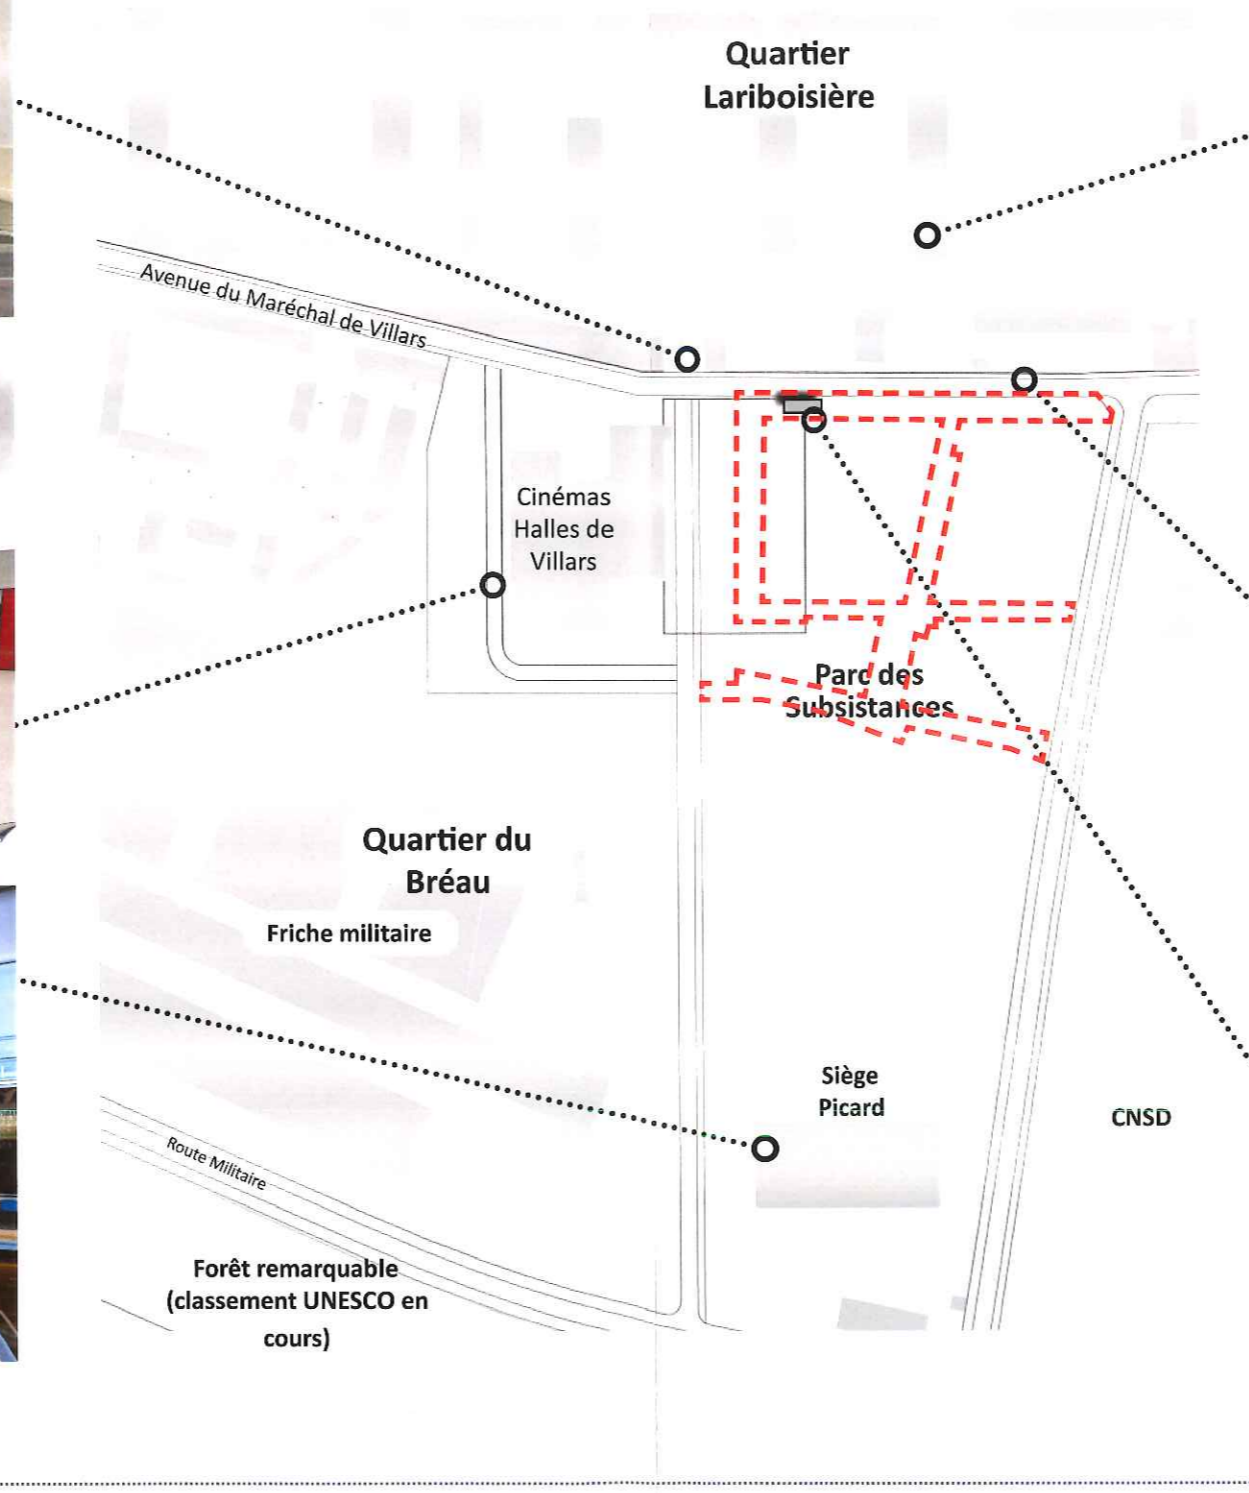 Quartier
Lariboisière
Avenue du Maréchal de Villars
Cinémas
Halles de
Villars
Parc des
Subsistances
Quartier du
Bréau
Friche militaire
Siège
Picard
CNSD
Route Militaire
Forêt remarquable
(classement UNESCO en
cours)